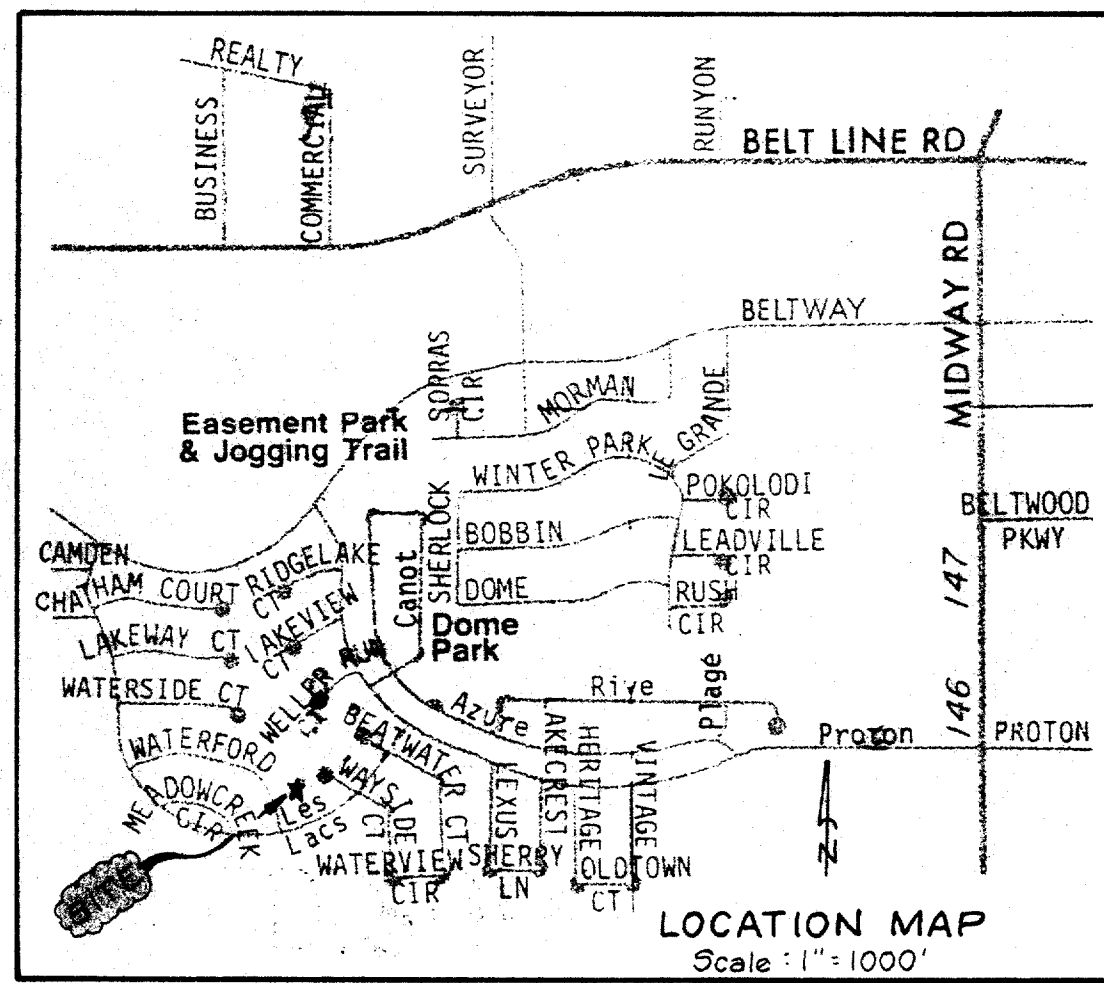 REALTY
BUSINESS
COMMERCIAL
SURVEYOR
RUNYON
BELT LINE RD
MIDWAY RD
BELTWAY
SORRAS
CIR
MORMAN
LE GRANDE
Easement Park
& Jogging Trail
WINTER PARK
POKOLODI
CIR
BELTWOOD
PKWY
SHERLOCK
BOBBIN
LEADVILLE
CIR
CAMDEN
CHATHAM COURT
RIDGELAKE
CT
Canot
DOME
RUSH
CIR
147
146
LAKEWAY CT
LAKEVIEW
CT
Dome
Park
WATERSIDE CT
WELLER RUN
CT
Azure
Rive
Plage
Proton
PROTON
WATERFORD
BEATWATER CT
MEADOWCREEK
CIR
Les
Lacs
WAYSIDE
CT
LEXUS
LAKECREST
HERITAGE
VINTAGE
WATERVIEW
CIR
SHERRY
LN
OLDTOWN
CT
SITE
N
LOCATION MAP
Scale : 1"=1000'